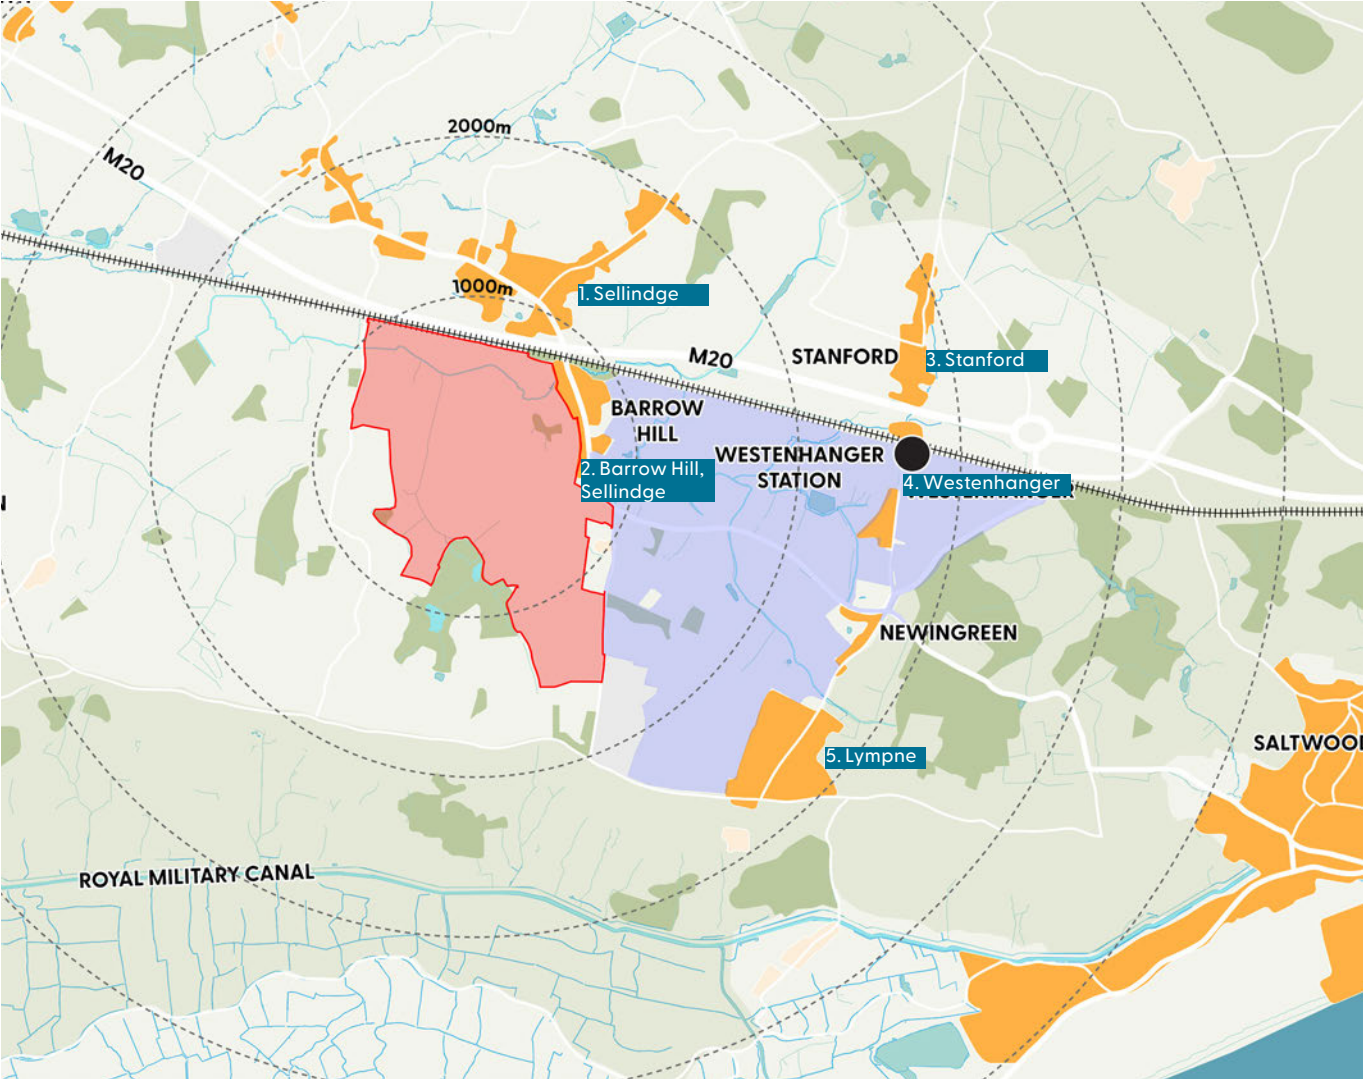 2000m
M20
1000m
1. Sellindge
M20
STANFORD
3. Stanford
BARROW
HILL
WESTENHANGER
STATION
2. Barrow Hill,
Sellindge
4. Westenhanger
WESTENHANGER
NEWINGREEN
SALTWOO
5. Lympne
ROYAL MILITARY CANAL